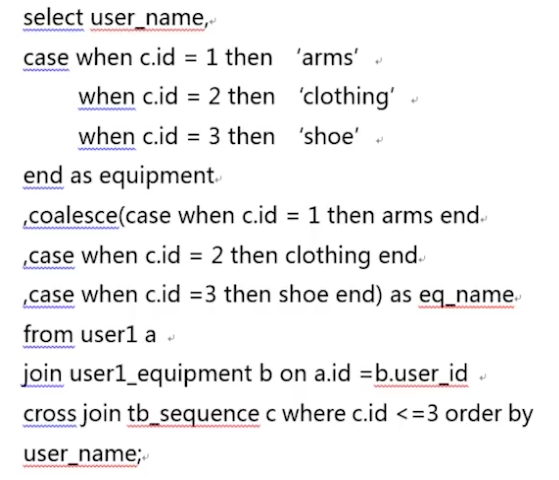 select user_name,
case when c.id = 1 then 'arms'
when c.id = 2 then 'clothing'
when c.id = 3 then 'shoe'
end as equipment
,coalesce(case when c.id = 1 then arms end
,case when c.id = 2 then clothing end
,case when c.id =3 then shoe end) as eq_name
from user1 a
join user1_equipment b on a.id =b.user_id
cross join tb_sequence c where c.id <=3 order by
user_name;